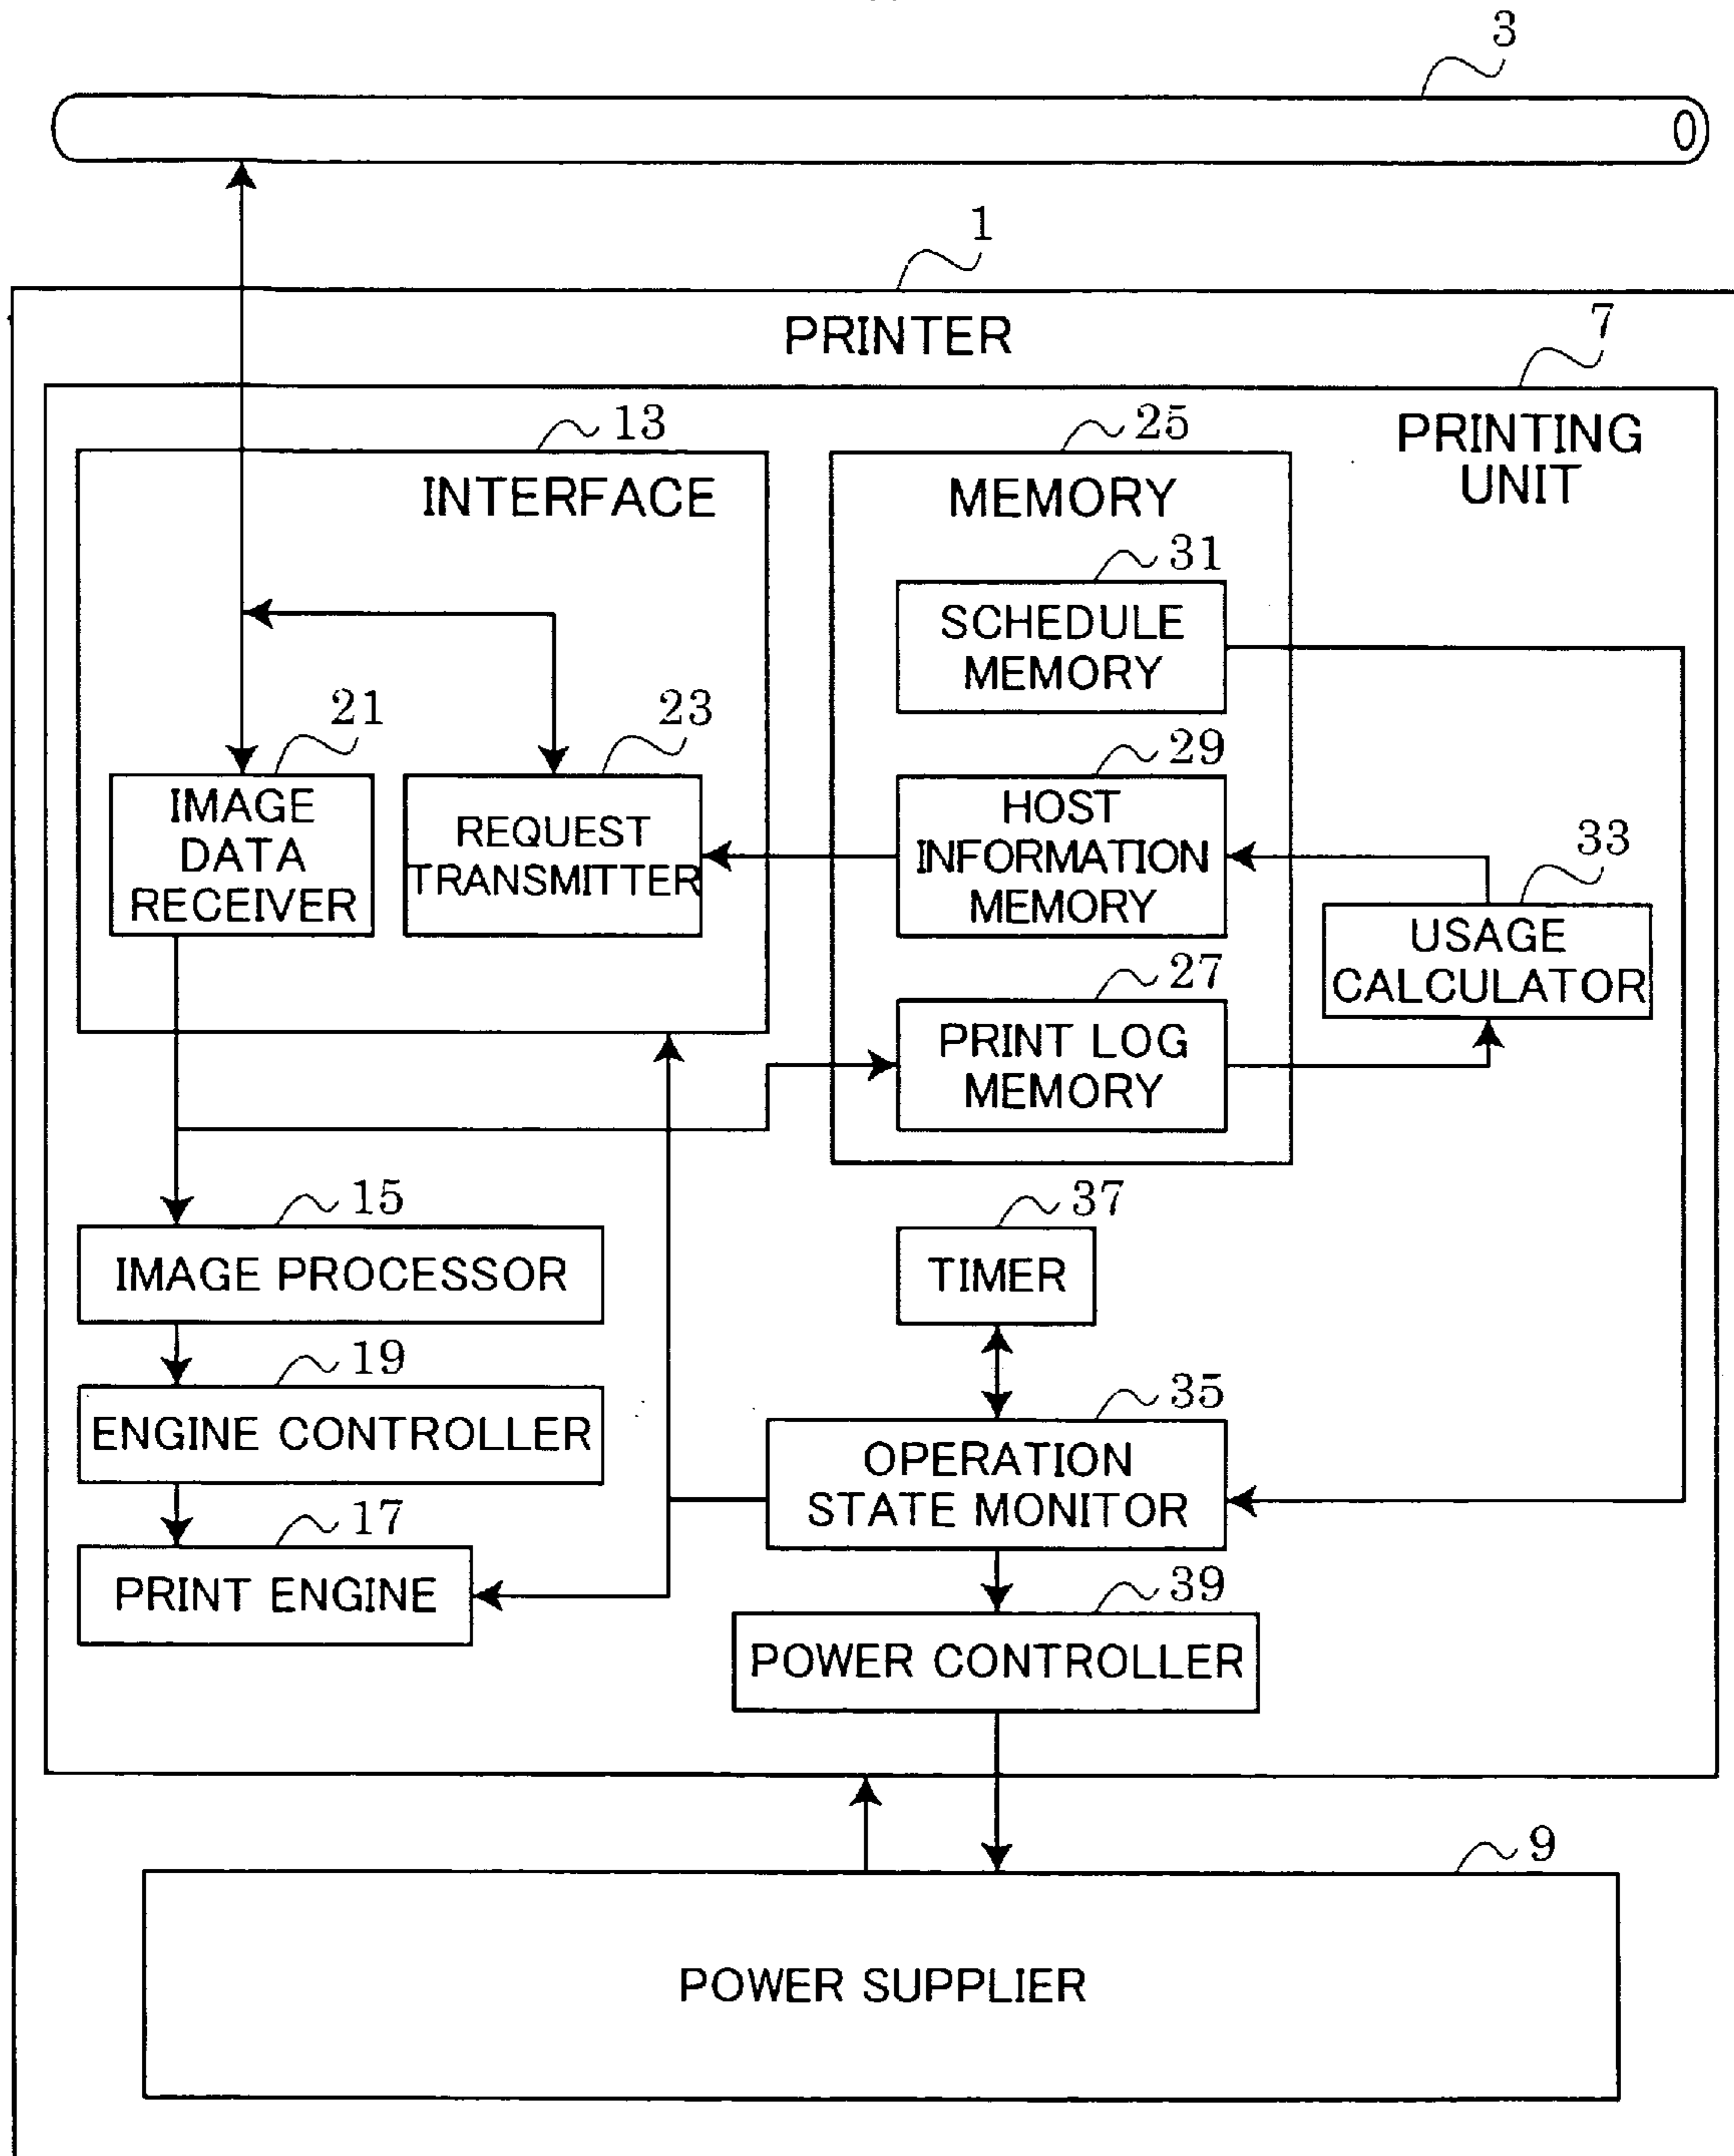 3
1
PRINTER
7
PRINTING
UNIT
13
INTERFACE
25
MEMORY
31
SCHEDULE
MEMORY
21
IMAGE
DATA
RECEIVER
23
REQUEST
TRANSMITTER
29
HOST
INFORMATION
MEMORY
33
USAGE
CALCULATOR
27
PRINT LOG
MEMORY
15
IMAGE PROCESSOR
37
TIMER
19
ENGINE CONTROLLER
35
OPERATION
STATE MONITOR
17
PRINT ENGINE
39
POWER CONTROLLER
9
POWER SUPPLIER